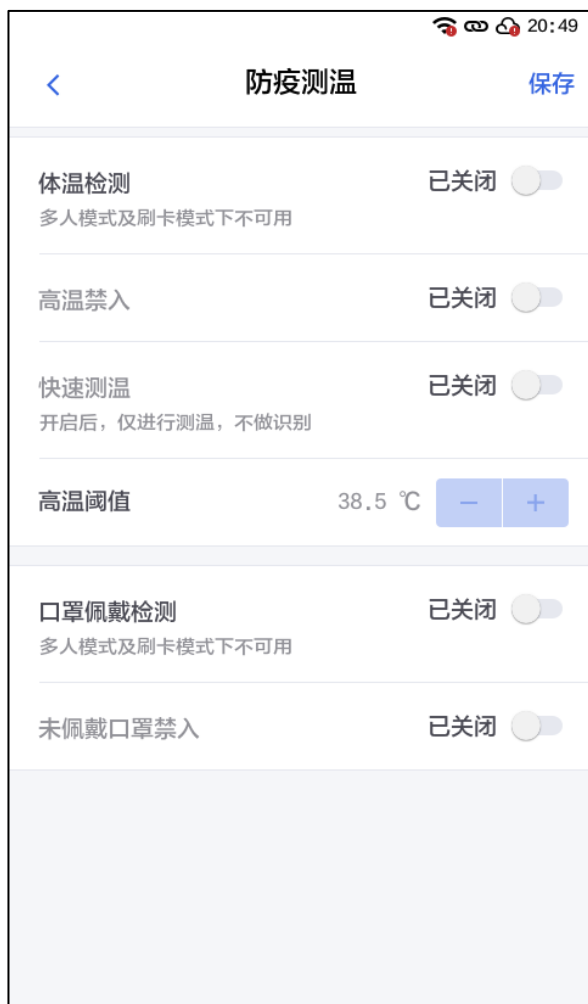 20:49
防疫测温
保存
体温检测
已关闭
多人模式及刷卡模式下不可用
高温禁入
已关闭
快速测温
已关闭
开启后，仅进行测温，不做识别
高温阈值
38.5 ℃
− +
口罩佩戴检测
已关闭
多人模式及刷卡模式下不可用
未佩戴口罩禁入
已关闭